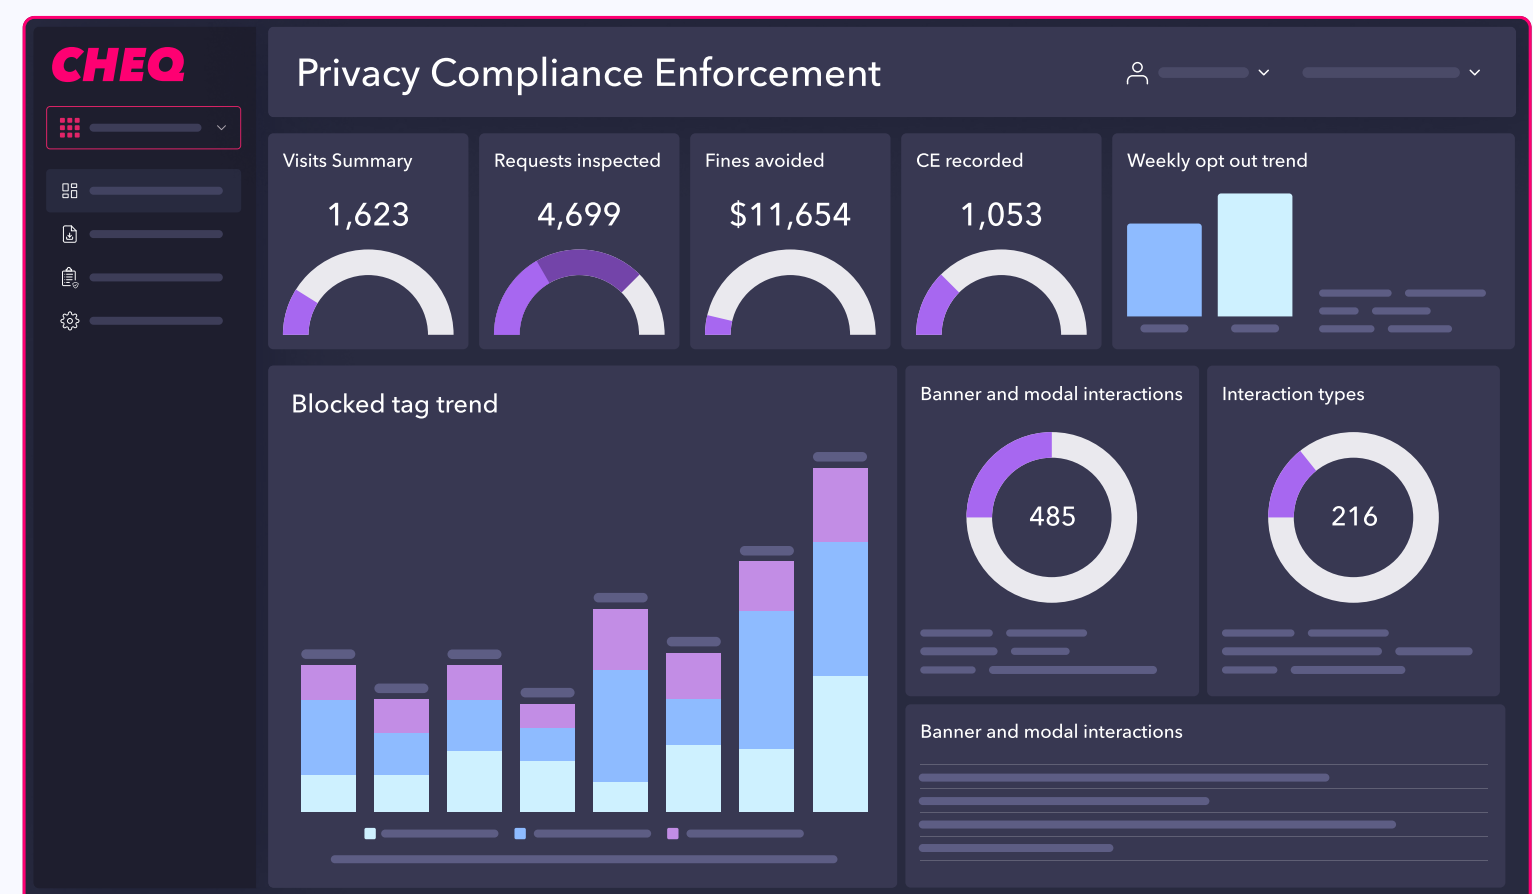 CHEQ
Privacy Compliance Enforcement
Visits Summary
1,623
Requests inspected
4,699
Fines avoided
$11,654
CE recorded
1,053
Weekly opt out trend
Blocked tag trend
Banner and modal interactions
485
Interaction types
216
Banner and modal interactions